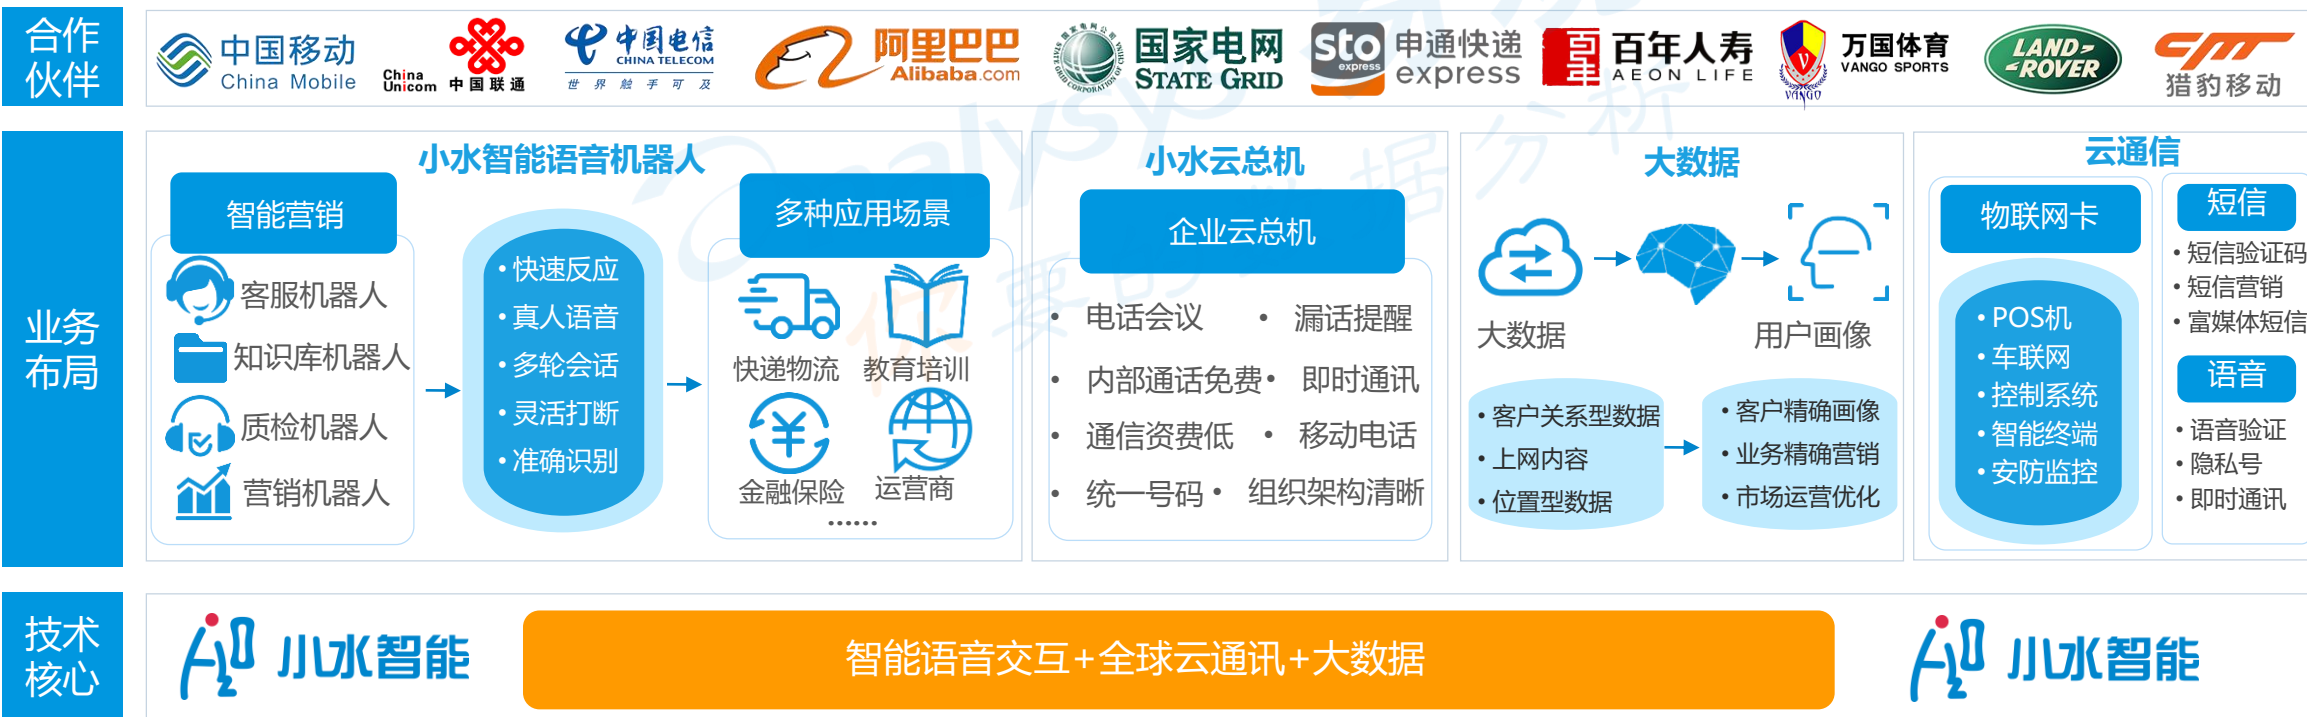 合作
伙伴
中国移动
China Mobile
China
Unicom 中国联通
中国电信
CHINA TELECOM
世界触手可及
阿里巴巴
Alibaba.com
STATE GRID CORPORATION OF CHINA
国家电网
STATE GRID
sto
express
申通快递
express
百年
百年人寿
AEON LIFE
V
VANGO
万国体育
VANGO SPORTS
LAND-
-ROVER
CMT
猎豹移动
业务
布局
小水智能语音机器人
智能营销
客服机器人
知识库机器人
质检机器人
营销机器人
•快速反应
•真人语音
•多轮会话
•灵活打断
•准确识别
多种应用场景
快递物流
教育培训
金融保险
运营商
......
小水云总机
企业云总机
• 电话会议 • 漏话提醒
• 内部通话免费 • 即时通讯
• 通信资费低 • 移动电话
• 统一号码 • 组织架构清晰
大数据
大数据
用户画像
•客户关系型数据
•上网内容
•位置型数据
•客户精确画像
•业务精确营销
•市场运营优化
云通信
物联网卡
•POS机
•车联网
•控制系统
•智能终端
•安防监控
短信
•短信验证码
•短信营销
•富媒体短信
语音
•语音验证
•隐私号
•即时通讯
技术
核心
小水智能
智能语音交互+全球云通讯+大数据
小水智能